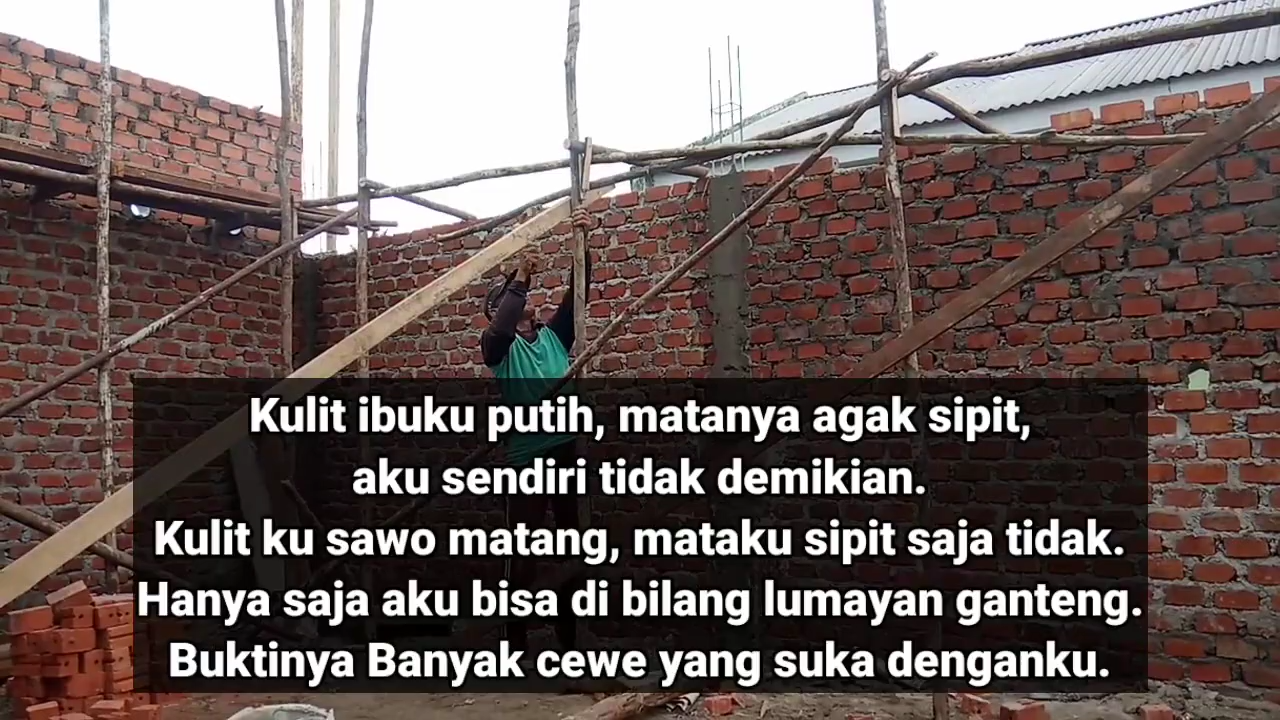 Kulit ibuku putih, matanya agak sipit,
aku sendiri tidak demikian.
Kulit ku sawo matang, mataku sipit saja tidak.
Hanya saja aku bisa di bilang lumayan ganteng.
Buktinya Banyak cewe yang suka denganku.